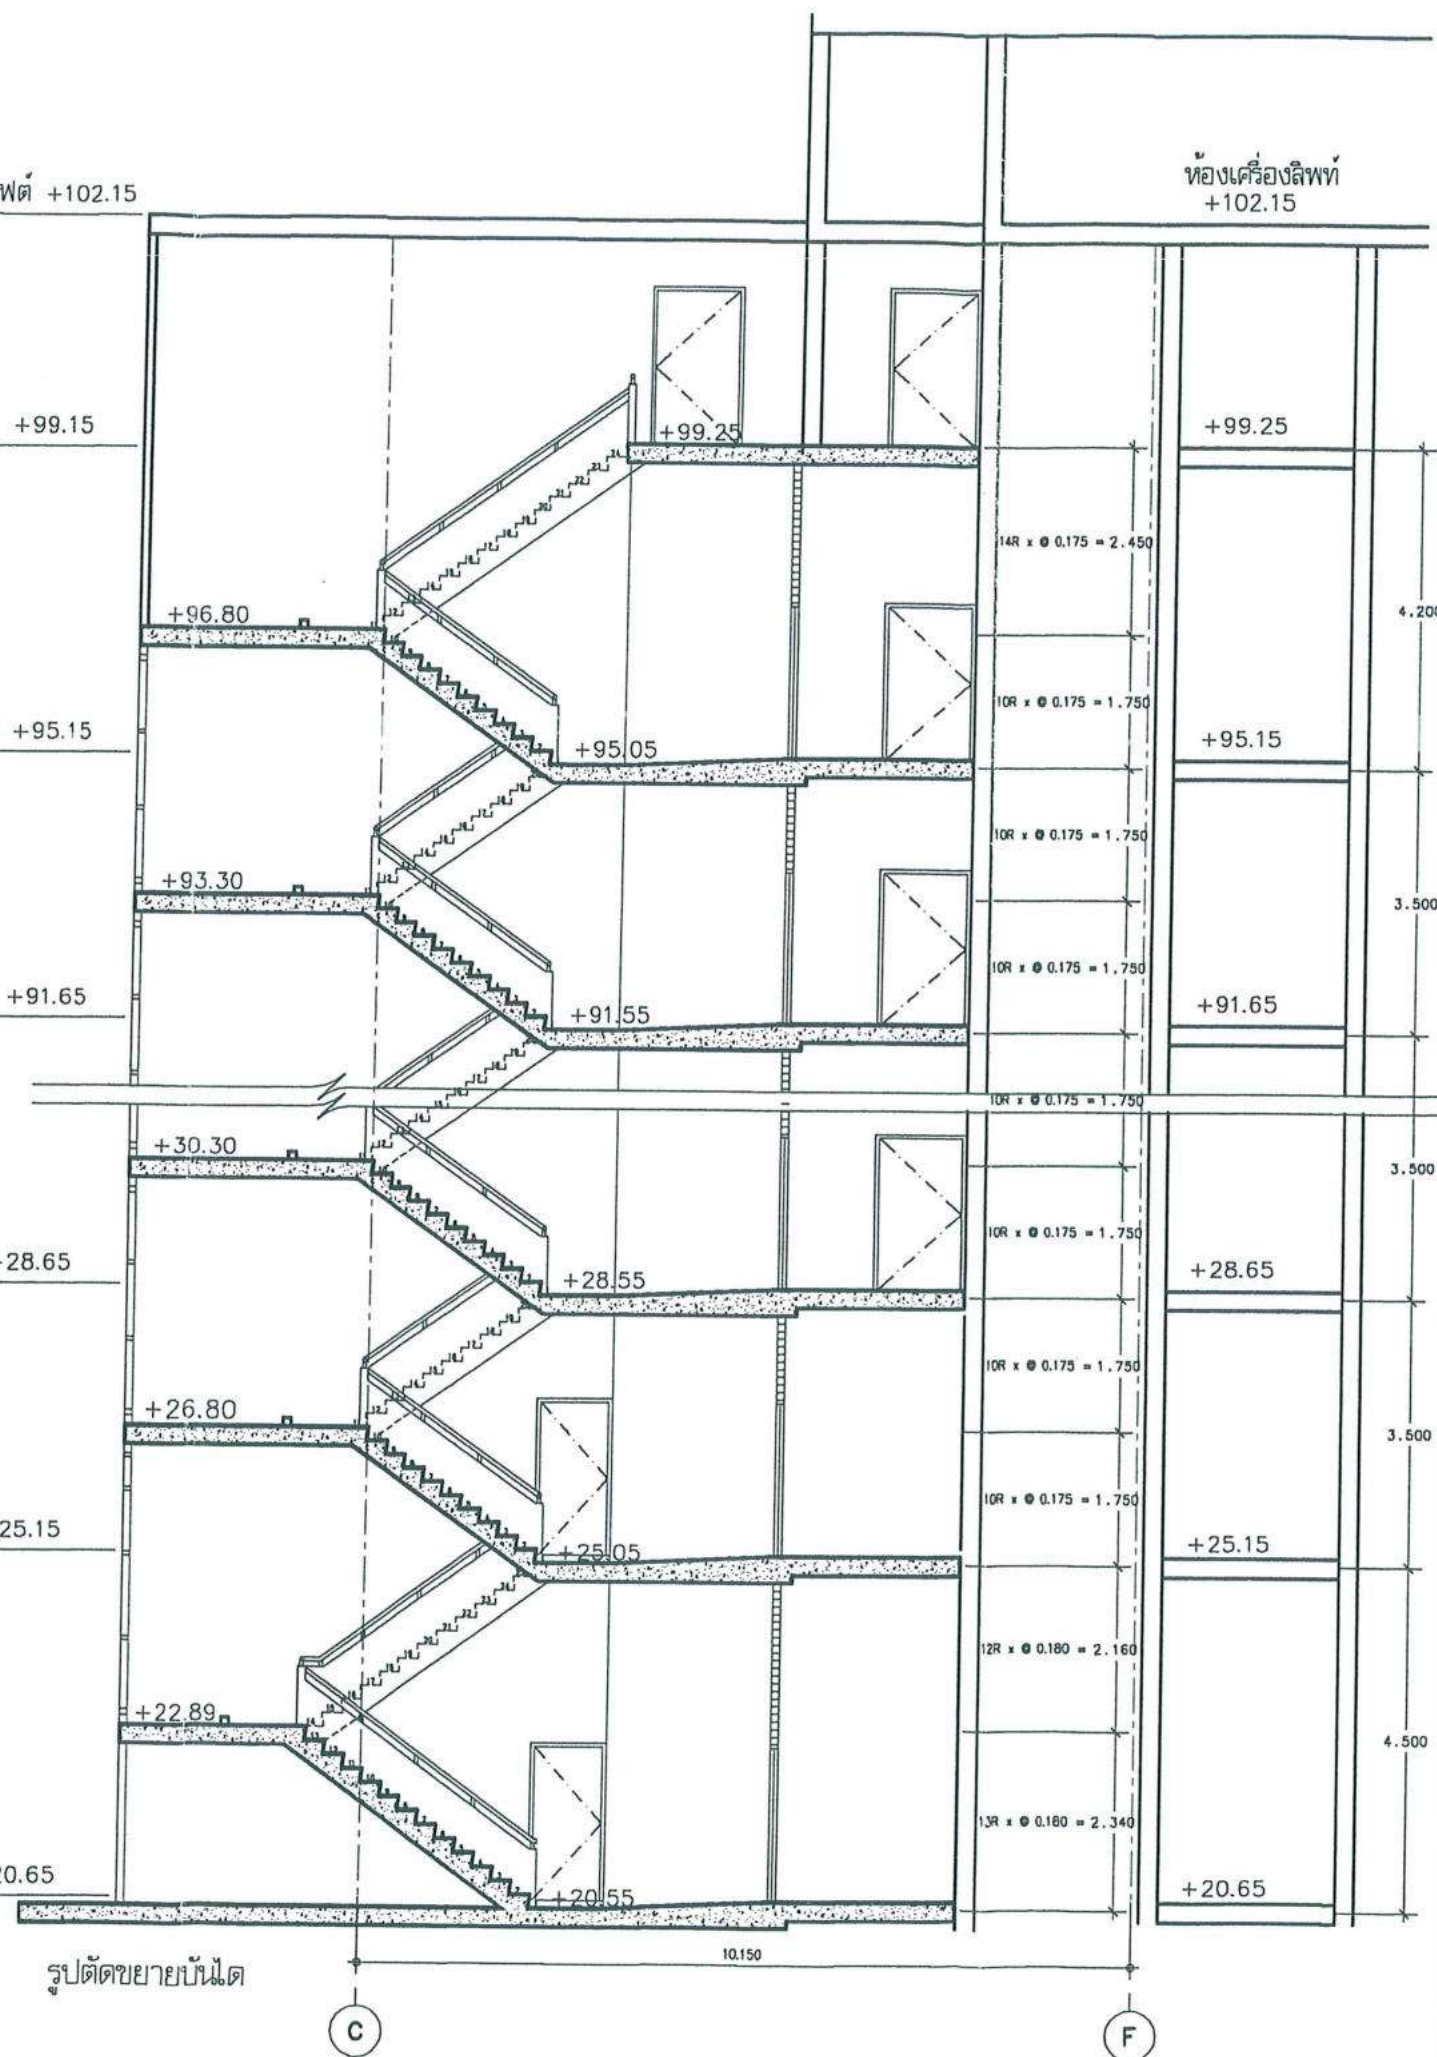 ห้องเครื่องลิฟท์
+102.15
ฟต์ +102.15
+99.15
+99.25
+99.25
14R x @ 0.175 = 2.450
4.200
+96.80
10R x @ 0.175 = 1.750
+95.15
+95.05
+95.15
10R x @ 0.175 = 1.750
+93.30
3.500
10R x @ 0.175 = 1.750
+91.65
+91.55
+91.65
10R x @ 0.175 = 1.750
+30.30
3.500
10R x @ 0.175 = 1.750
28.65
+28.55
+28.65
10R x @ 0.175 = 1.750
+26.80
3.500
10R x @ 0.175 = 1.750
25.15
+25.05
+25.15
12R x @ 0.180 = 2.160
+22.89
4.500
13R x @ 0.180 = 2.340
20.65
+20.55
+20.65
10.150
รูปตัดขยายบันได
C
F